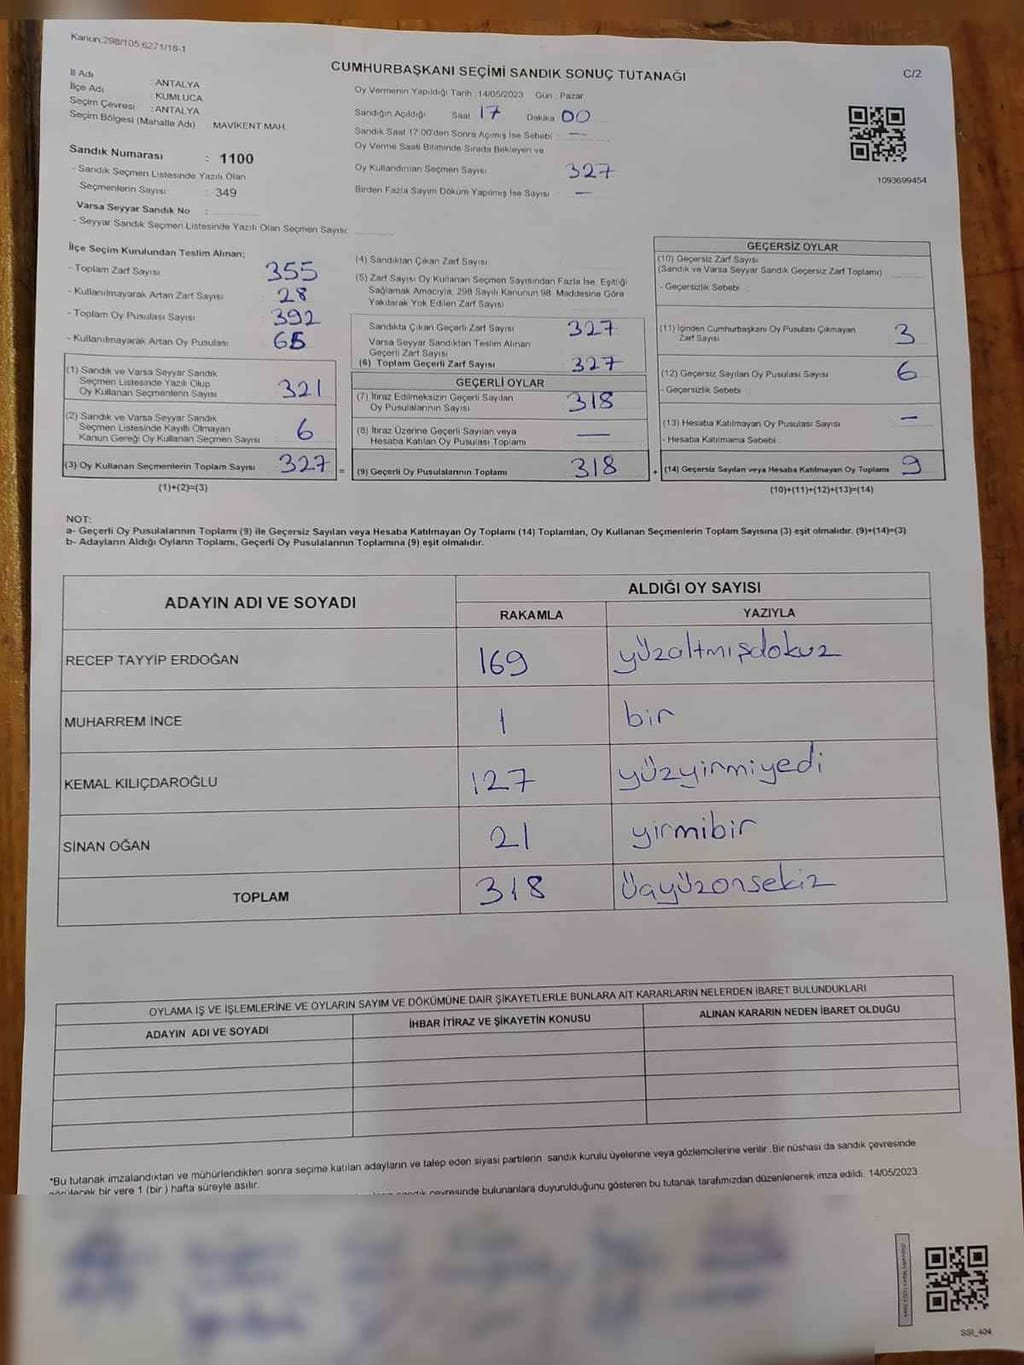 Kanun:298/105,6271/18-1
CUMHURBAŞKANI SEÇİMİ SANDIK SONUÇ TUTANAĞI
C/2
İl Adı : ANTALYA
İlçe Adı : KUMLUCA
Seçim Çevresi : ANTALYA
Seçim Bölgesi (Mahalle Adı) MAVİKENT MAH.
Sandık Numarası : 1100
- Sandık Seçmen Listesinde Yazılı Olan
Seçmenlerin Sayısı : 349
Varsa Seyyar Sandık No :
- Seyyar Sandık Seçmen Listesinde Yazılı Olan Seçmen Sayısı:
Oy Vermenin Yapıldığı Tarih :14/05/2023 Gün : Pazar
Sandığın Açıldığı Saat 17 Dakika 00
Sandık Saat 17:00'den Sonra Açılmış İse Sebebi : —
Oy Verme Saati Bitiminde Sırada Bekleyen ve
Oy Kullandırılan Seçmen Sayısı 327
Birden Fazla Sayım Döküm Yapılmış İse Sayısı —
1093699454
İlçe Seçim Kurulundan Teslim Alınan;
- Toplam Zarf Sayısı 355
- Kullanılmayarak Artan Zarf Sayısı 28
- Toplam Oy Pusulası Sayısı 392
- Kullanılmayarak Artan Oy Pusulası 65
(1) Sandık ve Varsa Seyyar Sandık
Seçmen Listesinde Yazılı Olup
Oy Kullanan Seçmenlerin Sayısı 321
(2) Sandık ve Varsa Seyyar Sandık
Seçmen Listesinde Kayıtlı Olmayan
Kanun Gereği Oy Kullanan Seçmen Sayısı 6
(3) Oy Kullanan Seçmenlerin Toplam Sayısı 327
(1)+(2)=(3)
(4) Sandıktan Çıkan Zarf Sayısı
(5) Zarf Sayısı Oy Kullanan Seçmen Sayısından Fazla İse, Eşitliği
Sağlamak Amacıyla, 298 Sayılı Kanunun 98. Maddesine Göre
Yakılarak Yok Edilen Zarf Sayısı
Sandıkta Çıkan Geçerli Zarf Sayısı 327
Varsa Seyyar Sandıktan Teslim Alınan
Geçerli Zarf Sayısı
(6) Toplam Geçerli Zarf Sayısı 327
GEÇERLİ OYLAR
(7) İtiraz Edilmeksizin Geçerli Sayılan
Oy Pusulalarının Sayısı 318
(8) İtiraz Üzerine Geçerli Sayılan veya
Hesaba Katılan Oy Pusulası Toplamı —
= (9) Geçerli Oy Pusulalarının Toplamı 318
GEÇERSİZ OYLAR
(10) Geçersiz Zarf Sayısı
(Sandık ve Varsa Seyyar Sandık Geçersiz Zarf Toplamı)
- Geçersizlik Sebebi :
(11) İçinden Cumhurbaşkanı Oy Pusulası Çıkmayan
Zarf Sayısı 3
(12) Geçersiz Sayılan Oy Pusulası Sayısı 6
- Geçersizlik Sebebi :
(13) Hesaba Katılmayan Oy Pusulası Sayısı —
- Hesaba Katılmama Sebebi :
+ (14) Geçersiz Sayılan veya Hesaba Katılmayan Oy Toplamı 9
(10)+(11)+(12)+(13)=(14)
NOT:
a- Geçerli Oy Pusulalarının Toplamı (9) ile Geçersiz Sayılan veya Hesaba Katılmayan Oy Toplamı (14) Toplamları, Oy Kullanan Seçmenlerin Toplam Sayısına (3) eşit olmalıdır. (9)+(14)=(3)
b- Adayların Aldığı Oyların Toplamı, Geçerli Oy Pusulalarının Toplamına (9) eşit olmalıdır.
ADAYIN ADI VE SOYADI
ALDIĞI OY SAYISI
RAKAMLA YAZIYLA
RECEP TAYYİP ERDOĞAN 169 yüzaltmışdokuz
MUHARREM İNCE 1 bir
KEMAL KILIÇDAROĞLU 127 yüzyirmiyedi
SİNAN OĞAN 21 yirmibir
TOPLAM 318 üçyüzonsekiz
OYLAMA İŞ VE İŞLEMLERİNE VE OYLARIN SAYIM VE DÖKÜMÜNE DAİR ŞİKAYETLERLE BUNLARA AİT KARARLARIN NELERDEN İBARET BULUNDUKLARI
ADAYIN ADI VE SOYADI İHBAR İTİRAZ VE ŞİKAYETİN KONUSU ALINAN KARARIN NEDEN İBARET OLDUĞU
*Bu tutanak imzalandıktan ve mühürlendikten sonra seçime katılan adayların ve talep eden siyasi partilerin sandık kurulu üyelerine veya gözlemcilerine verilir. Bir nüshası da sandık çevresinde
görülecek bir yere 1 (bir) hafta süreyle asılır.
sandık çevresinde bulunanlara duyurulduğunu gösteren bu tutanak tarafımızdan düzenlenerek imza edildi. 14/05/2023
SSI_404